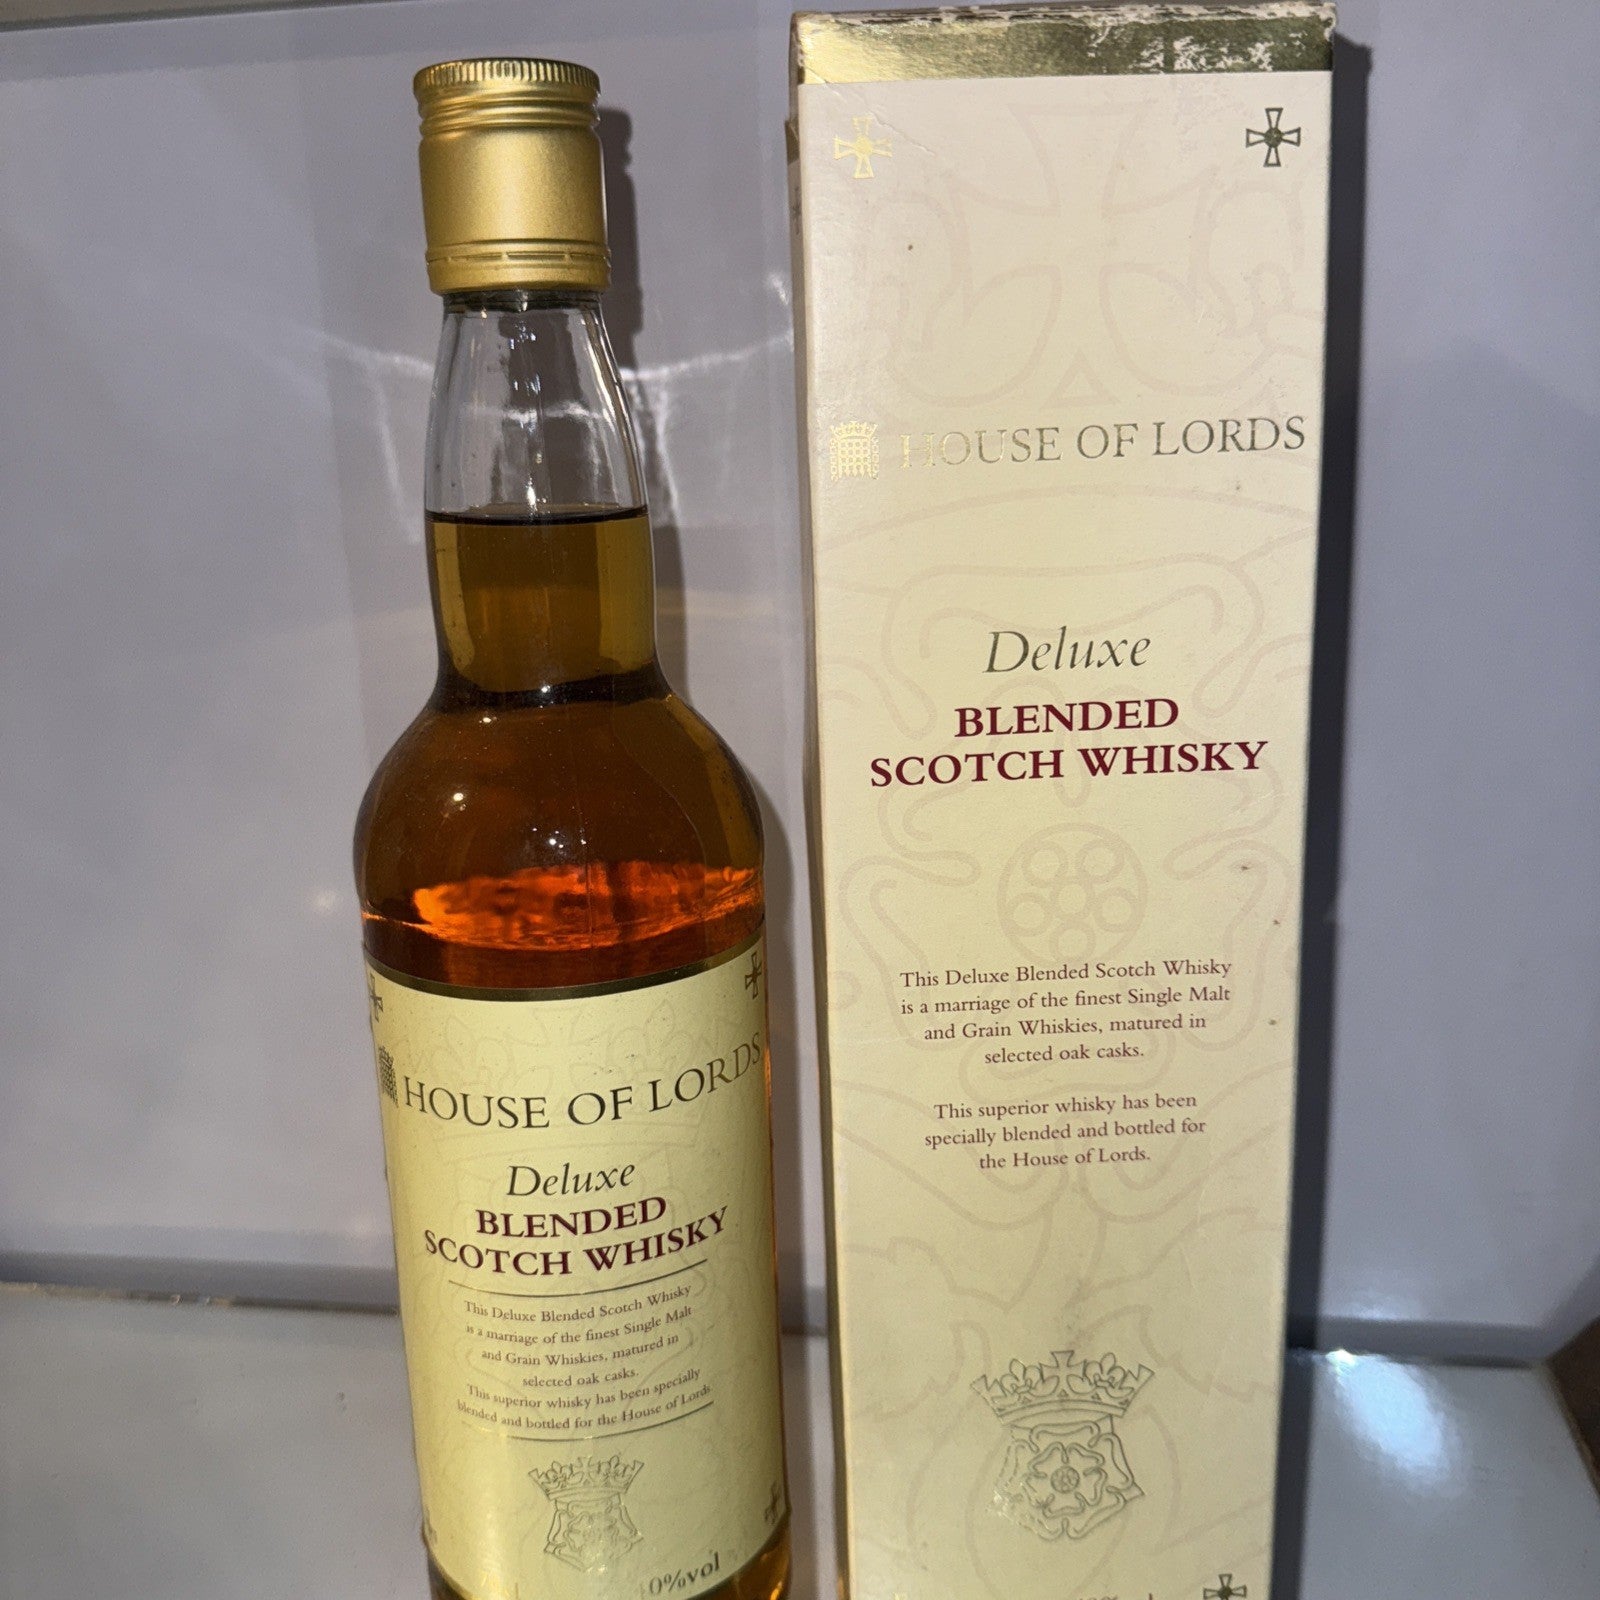 HOUSE OF LORDS
Deluxe
BLENDED
SCOTCH WHISKY
This Deluxe Blended Scotch Whisky
is a marriage of the finest Single Malt
and Grain Whiskies, matured in
selected oak casks.
This superior whisky has been specially
blended and bottled for the House of Lords.
0%vol
HOUSE OF LORDS
Deluxe
BLENDED
SCOTCH WHISKY
This Deluxe Blended Scotch Whisky
is a marriage of the finest Single Malt
and Grain Whiskies, matured in
selected oak casks.
This superior whisky has been
specially blended and bottled for
the House of Lords.